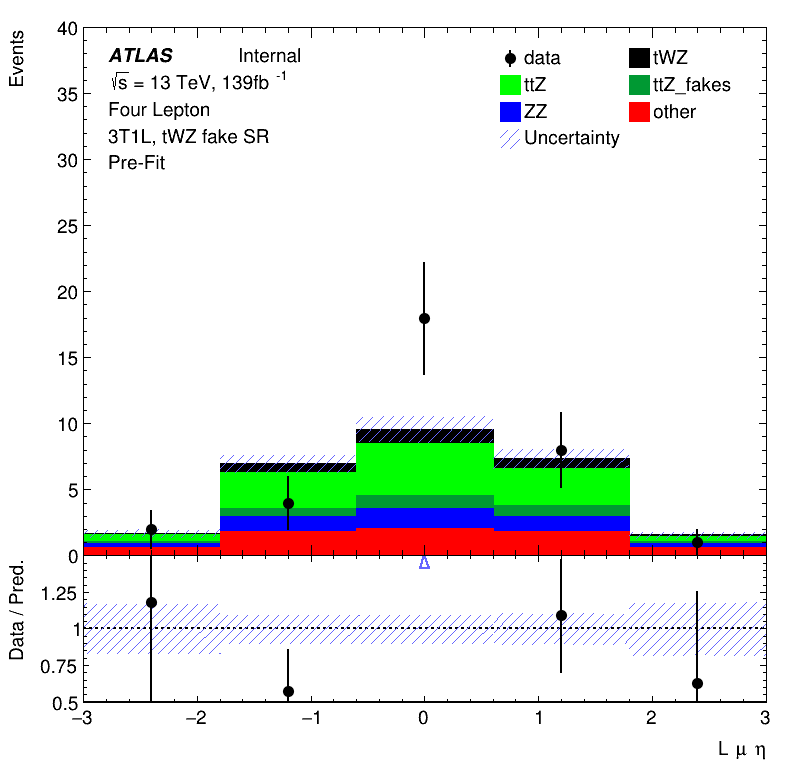 Events
40
35
30
25
20
15
10
5
0
ATLAS Internal
√s = 13 TeV, 139fb -1
Four Lepton
3T1L, tWZ fake SR
Pre-Fit
data tWZ
ttZ ttZ_fakes
ZZ other
Uncertainty
Data / Pred.
1.25
1
0.75
0.5
−3 −2 −1 0 1 2 3
L μ η